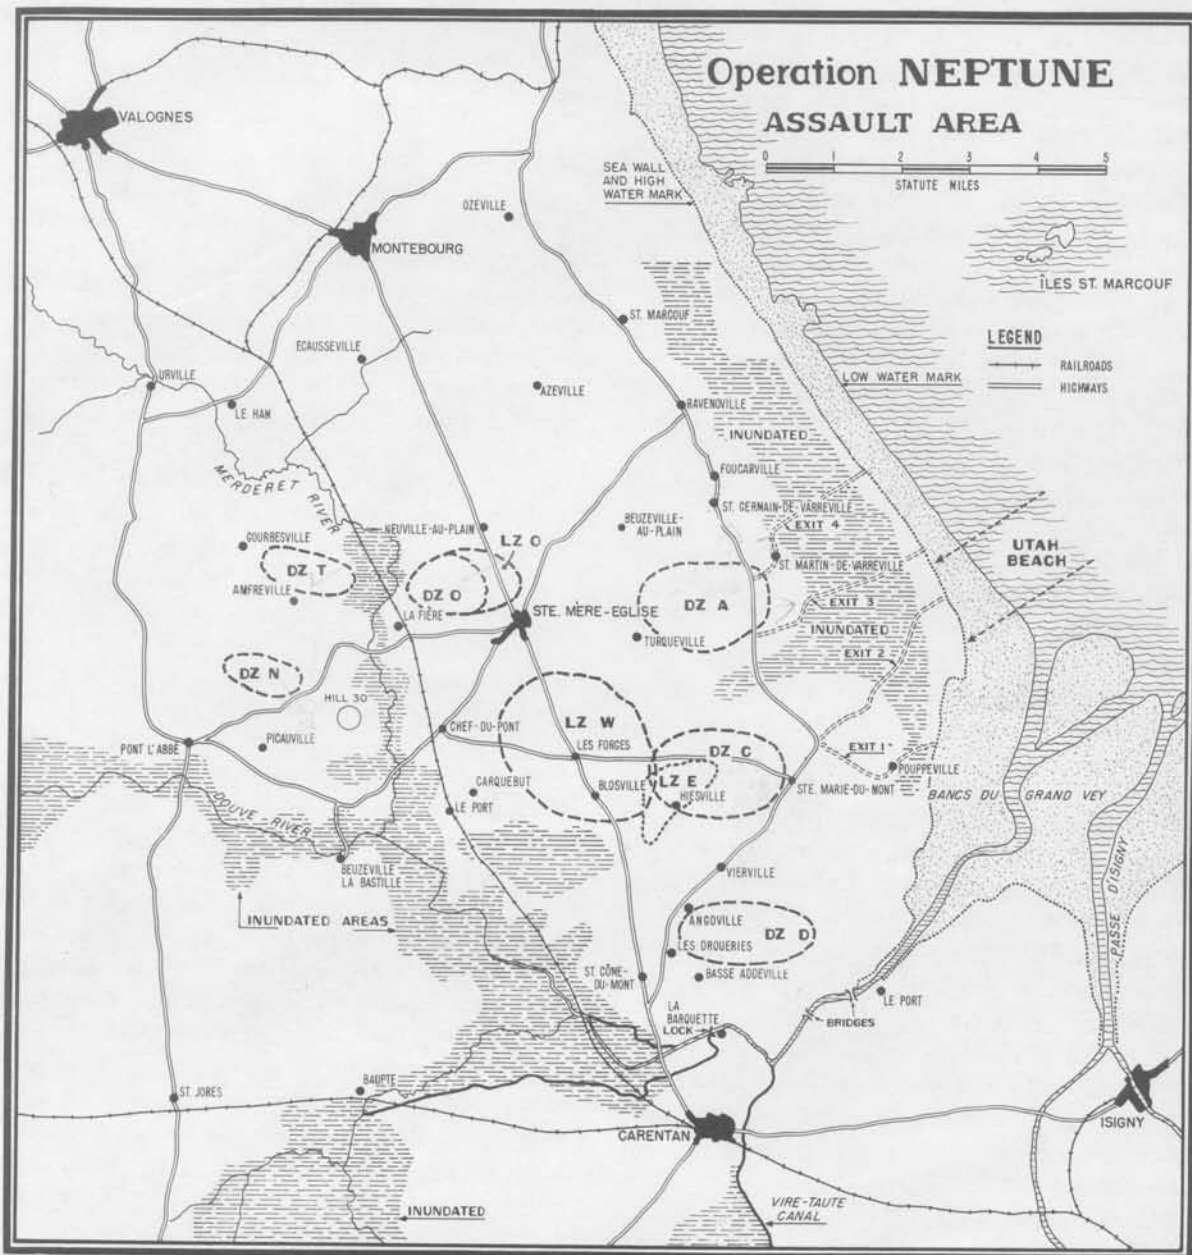 Operation NEPTUNE
ASSAULT AREA
0 1 2 3 4 5
STATUTE MILES
VALOGNES
SEA WALL
AND HIGH
WATER MARK
OZÉVILLE
MONTEBOURG
ÎLES ST. MARCOUF
ST. MARCOUF
LEGEND
RAILROADS
HIGHWAYS
ECAUSSEVILLE
URVILLE
LOW WATER MARK
AZEVILLE
LE HAM
RAVENOVILLE
INUNDATED
MERDERET RIVER
FOUCARVILLE
ST. GERMAIN-DE-VARREVILLE
NEUVILLE-AU-PLAIN
BEUZEVILLE-
AU-PLAIN
EXIT 4
LZ O
GOURBESVILLE
UTAH
BEACH
DZ T
ST. MARTIN-DE-VARREVILLE
AMFREVILLE
DZ O
DZ A
EXIT 3
LA FIÈRE
STE. MÈRE-EGLISE
INUNDATED
TURQUEVILLE
EXIT 2
DZ N
HILL 30
LZ W
CHEF-DU-PONT
PONT L'ABBÉ
PICAUVILLE
LES FORGES
DZ C
EXIT 1
POUPPEVILLE
LZ E
CARQUEBUT
BLOSVILLE
HIESVILLE
STE. MARIE-DU-MONT
BANCS DU GRAND VEY
LE PORT
DOUVE RIVER
BEUZEVILLE
LA BASTILLE
VIERVILLE
PASSE D'ISIGNY
INUNDATED AREAS
ANGOVILLE
DZ D
LES DROUERIES
ST. CÔME-
DU-MONT
BASSE ADDEVILLE
LE PORT
LA
BARQUETTE
LOCK
BRIDGES
BAUPTE
ST. JORES
CARENTAN
ISIGNY
INUNDATED
VIRE-TAUTE
CANAL